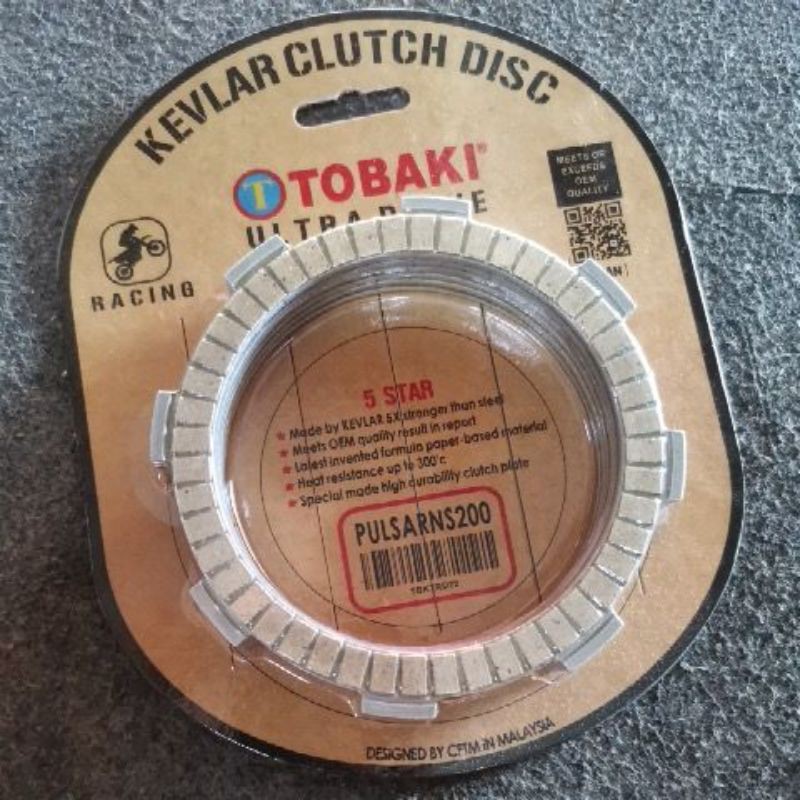 KEVLAR CLUTCH DISC
T TOBAKI®
ULTRA
MEETS OR
EXCEEDS
OEM
QUALITY
RACING
5 STAR
★ Made by KEVLAR 5X stronger than steel
★ Meets OEM quality result in report
★ Latest invented formula paper-based material
★ Heat resistance up to 300°c
★ Special made high durability clutch plate
PULSARNS200
DESIGNED BY CFTM IN MALAYSIA